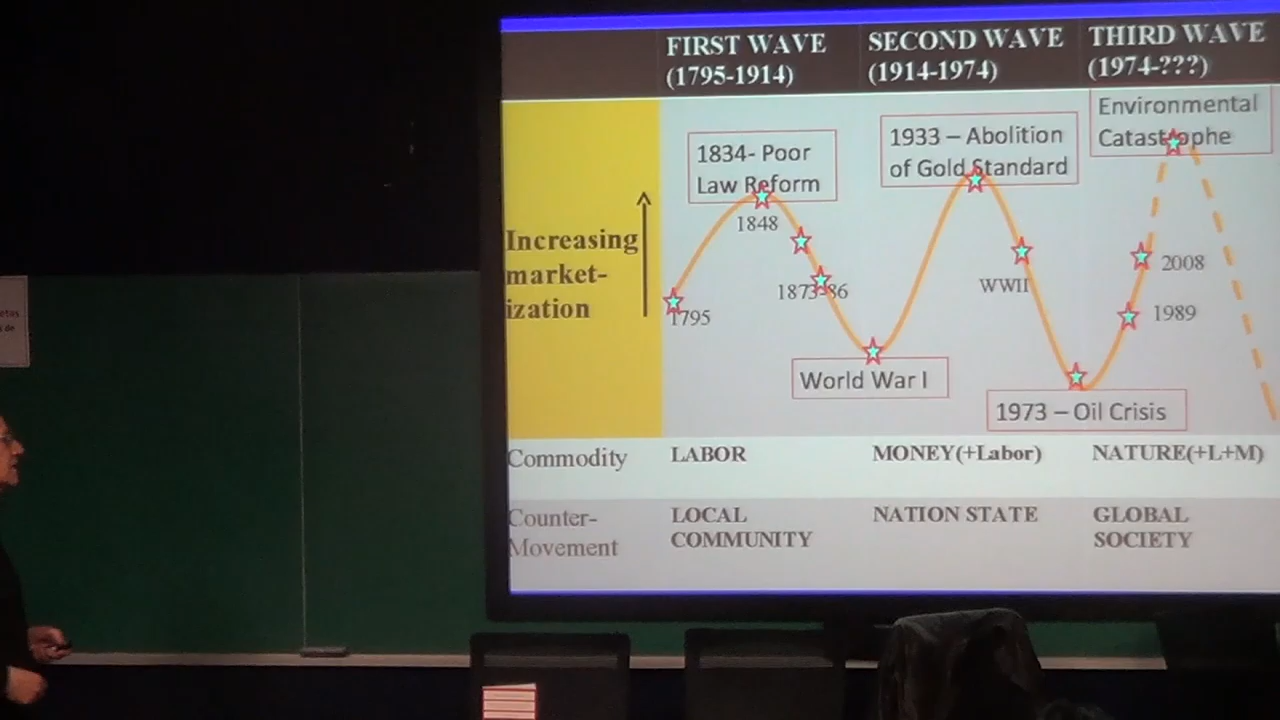 FIRST WAVE
(1795-1914)
SECOND WAVE
(1914-1974)
THIRD WAVE
(1974-???)
Increasing
market-
ization
1834- Poor
Law Reform
1848
1873-86
1795
World War I
1933 – Abolition
of Gold Standard
WWII
1973 – Oil Crisis
Environmental
Catastrophe
2008
1989
Commodity
LABOR
MONEY(+Labor)
NATURE(+L+M)
Counter-
Movement
LOCAL
COMMUNITY
NATION STATE
GLOBAL
SOCIETY
de